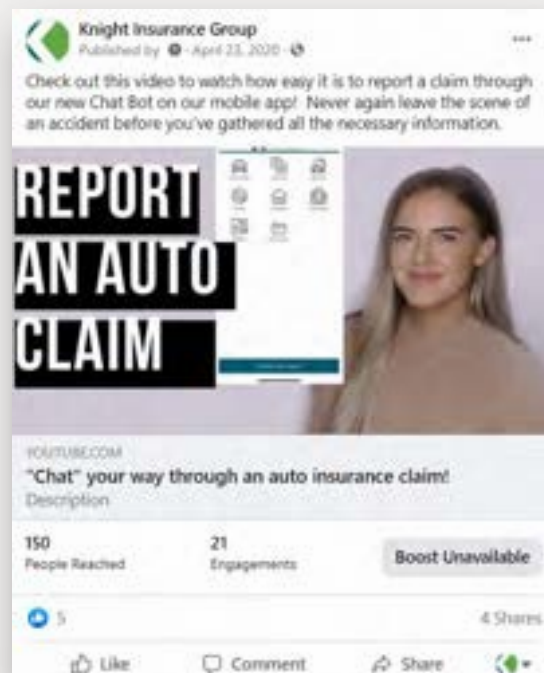 Knight Insurance Group
Published by · April 23, 2020 ·
Check out this video to watch how easy it is to report a claim through
our new Chat Bot on our mobile app! Never again leave the scene of
an accident before you've gathered all the necessary information.
REPORT
AN AUTO
CLAIM
YOUTUBE.COM
"Chat" your way through an auto insurance claim!
Description
150
People Reached
21
Engagements
Boost Unavailable
5
4 Shares
Like
Comment
Share